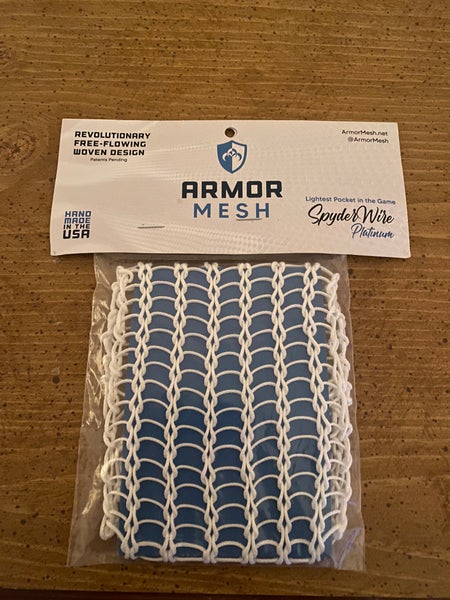 REVOLUTIONARY
FREE-FLOWING
WOVEN DESIGN
Patents Pending
ArmorMesh.net
@ArmorMesh
ARMOR
MESH
Lightest Pocket in the Game
SpyderWire
Platinum
HAND
MADE
IN THE
USA